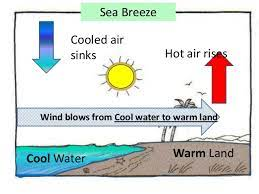 Sea Breeze
Cooled air
sinks
Hot air rises
Wind blows from Cool water to warm land
Cool Water
Warm Land